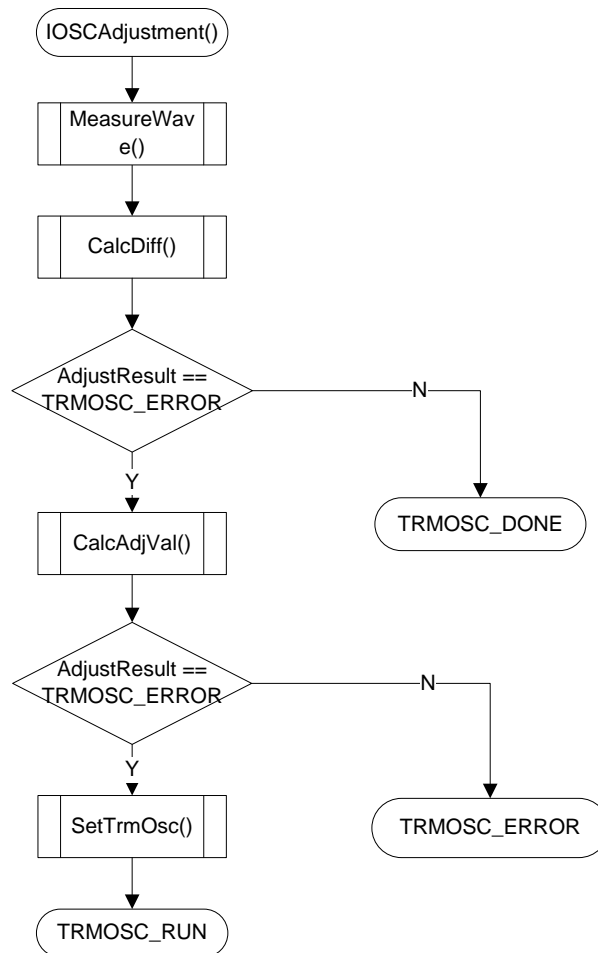 IOSCAdjustment()
MeasureWav
e()
CalcDiff()
AdjustResult ==
TRMOSC_ERROR
N
Y
TRMOSC_DONE
CalcAdjVal()
AdjustResult ==
TRMOSC_ERROR
N
Y
SetTrmOsc()
TRMOSC_ERROR
TRMOSC_RUN